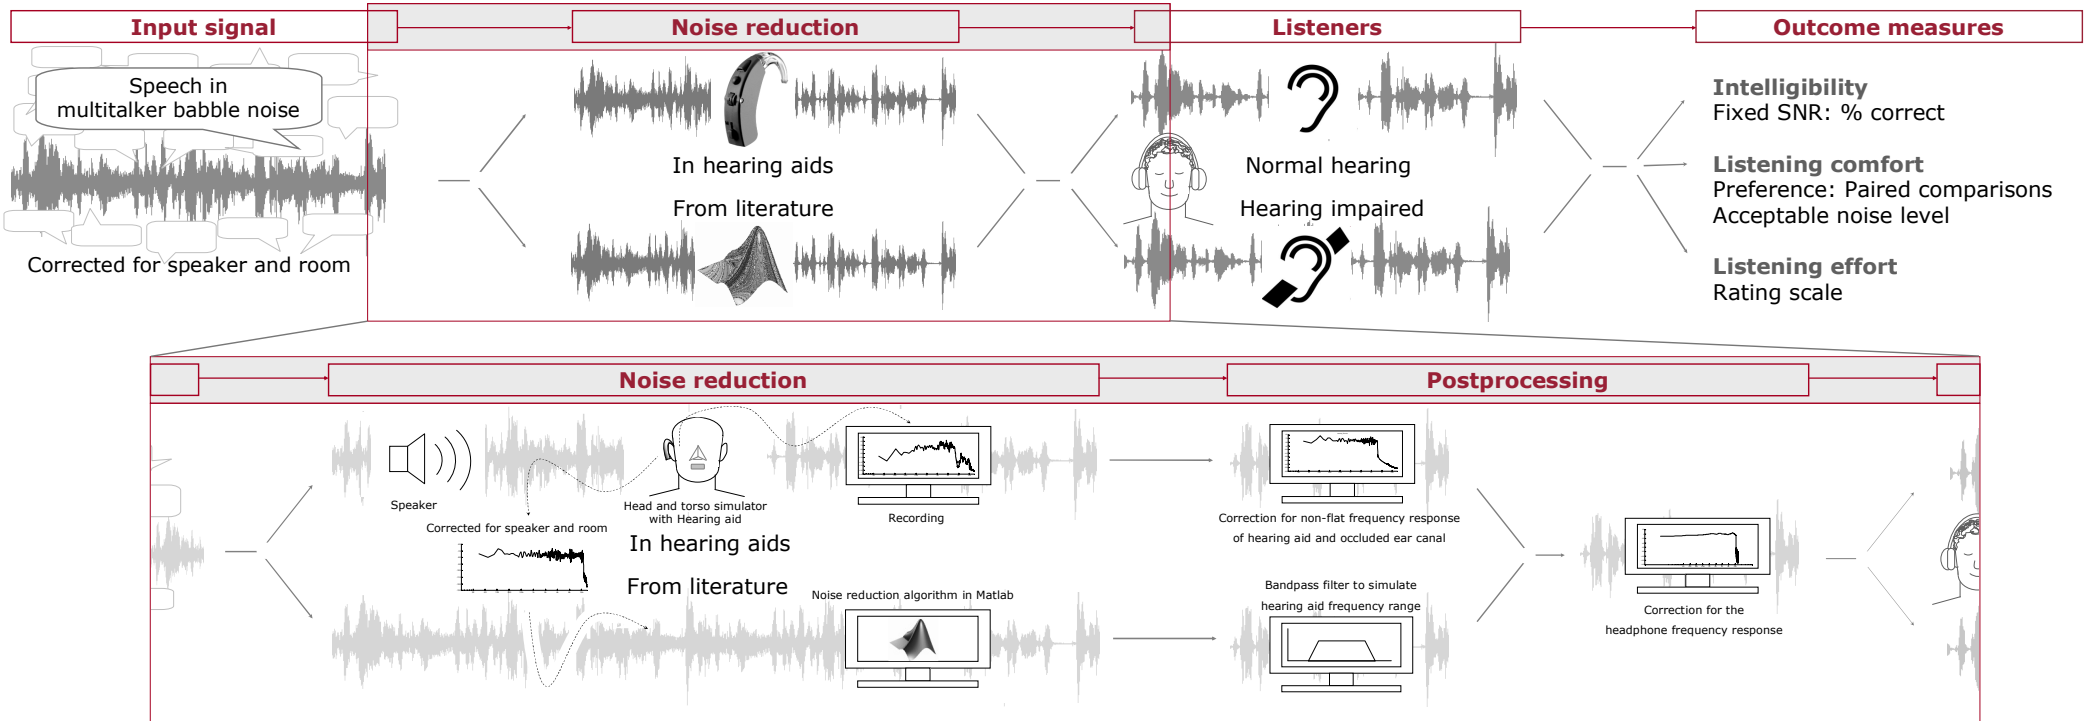 Input signal
Noise reduction
Listeners
Outcome measures
Speech in
multitalker babble noise
Corrected for speaker and room
In hearing aids
From literature
Normal hearing
Hearing impaired
Intelligibility
Fixed SNR: % correct
Listening comfort
Preference: Paired comparisons
Acceptable noise level
Listening effort
Rating scale
Noise reduction
Postprocessing
Speaker
Corrected for speaker and room
Head and torso simulator
with Hearing aid
Recording
In hearing aids
From literature
Noise reduction algorithm in Matlab
Correction for non-flat frequency response
of hearing aid and occluded ear canal
Bandpass filter to simulate
hearing aid frequency range
Correction for the
headphone frequency response